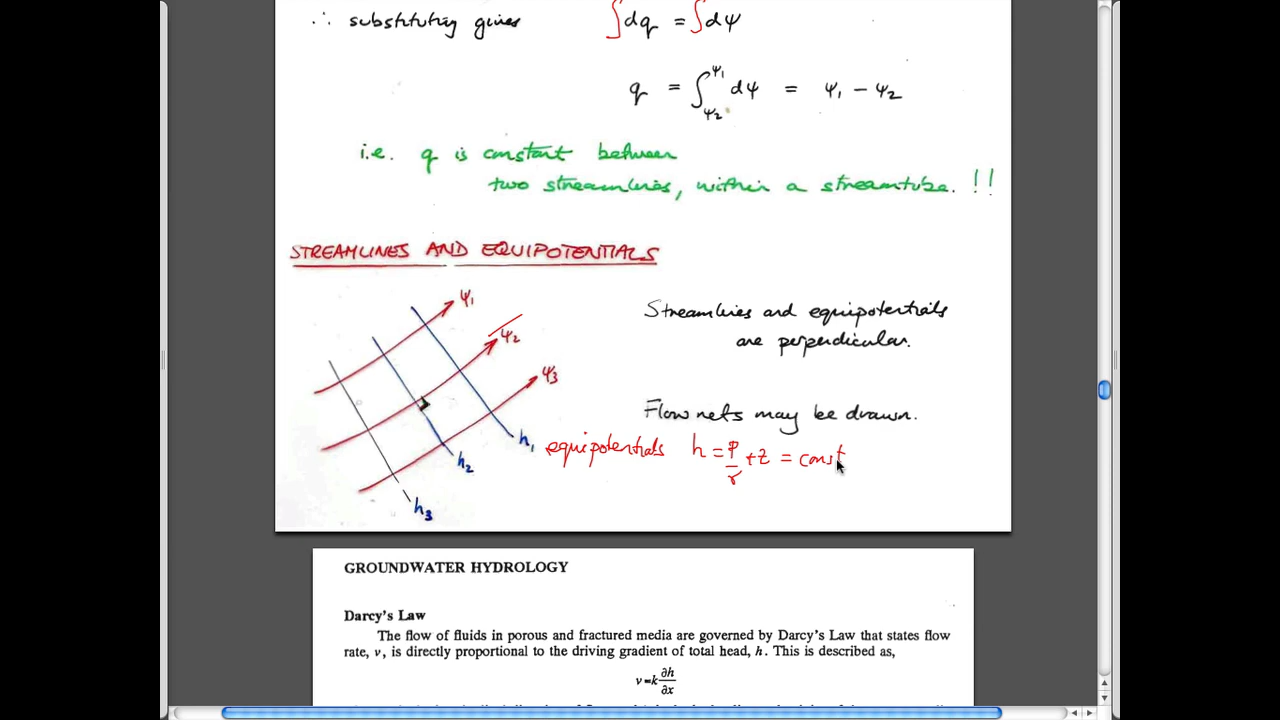 ∴ substituting gives ∫dq = ∫dψ
q = ∫ψ₂^ψ₁ dψ = ψ₁ − ψ₂
i.e. q is constant between
two streamlines, within a streamtube. !!
STREAMLINES AND EQUIPOTENTIALS
ψ₁
ψ₂
ψ₃
h₁
h₂
h₃
Streamlines and equipotentials
are perpendicular.
Flow nets may be drawn.
equipotentials h = p/γ + z = const
GROUNDWATER HYDROLOGY
Darcy's Law
The flow of fluids in porous and fractured media are governed by Darcy's Law that states flow
rate, v, is directly proportional to the driving gradient of total head, h. This is described as,
v=k ∂h/∂x